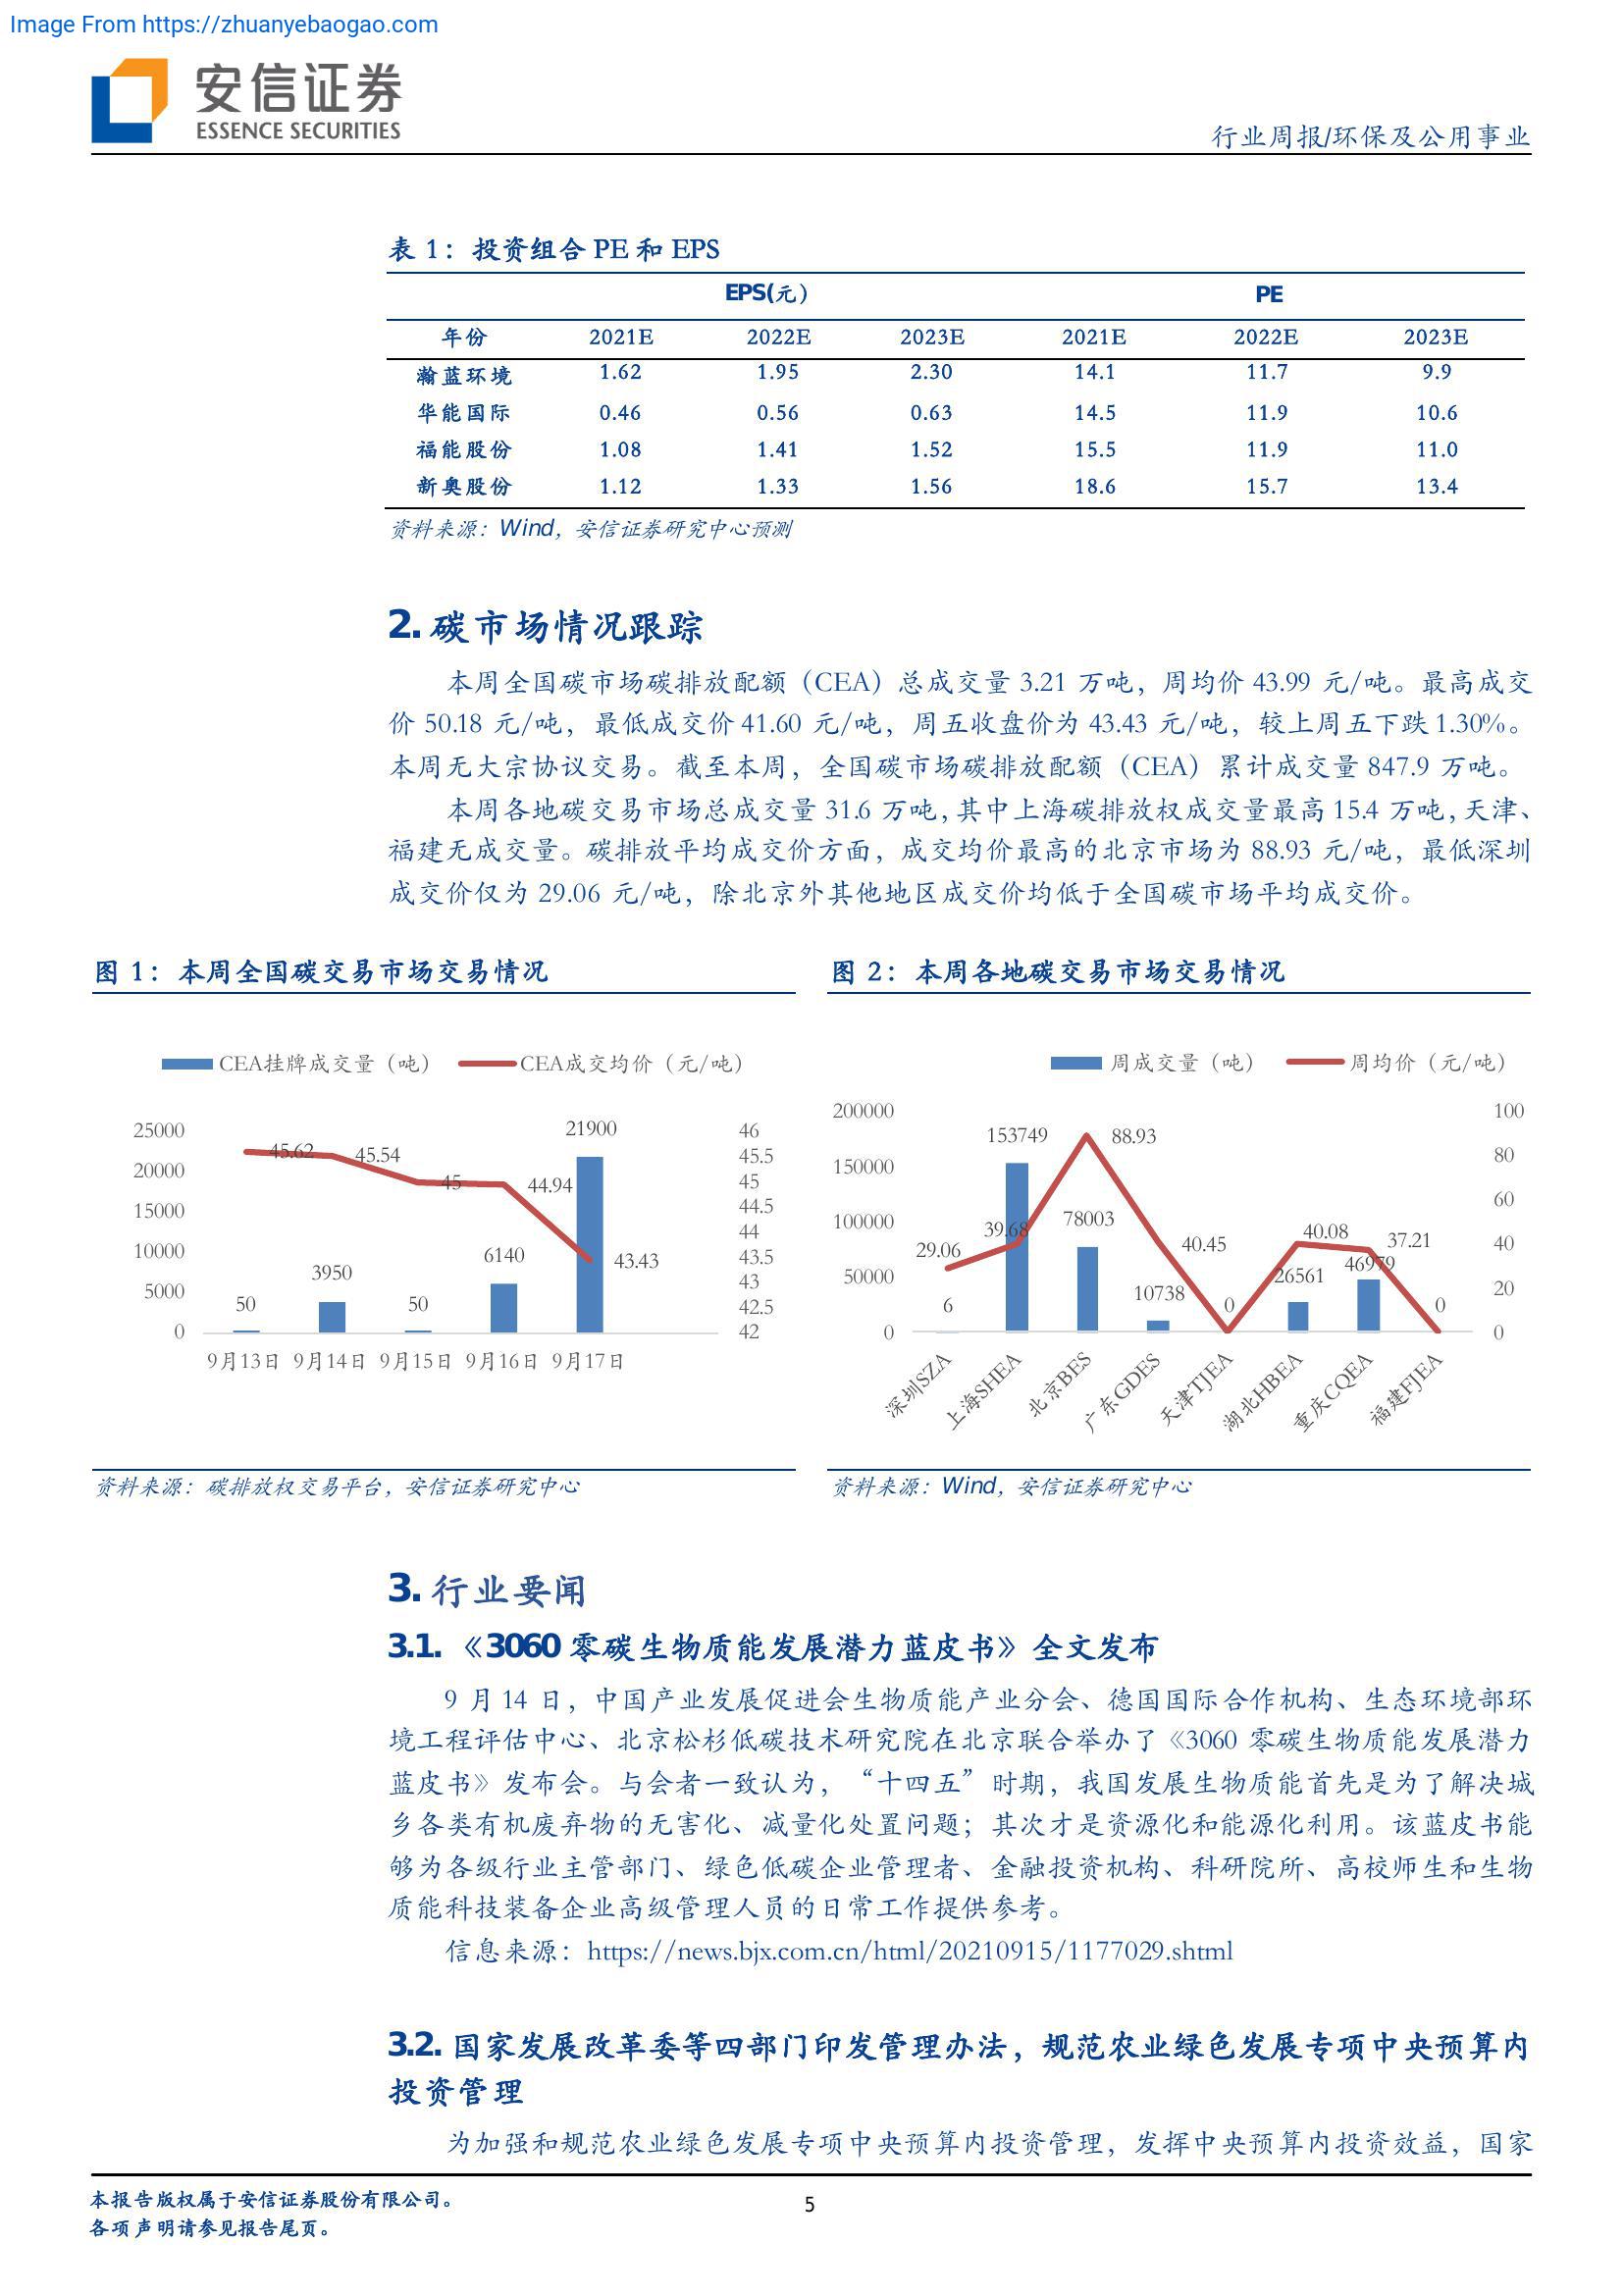 Image From https://zhuanyebaogao.com
安信证券
ESSENCE SECURITIES
行业周报/环保及公用事业
表 1：投资组合 PE 和 EPS
EPS(元） PE
年份 2021E 2022E 2023E 2021E 2022E 2023E
瀚蓝环境 1.62 1.95 2.30 14.1 11.7 9.9
华能国际 0.46 0.56 0.63 14.5 11.9 10.6
福能股份 1.08 1.41 1.52 15.5 11.9 11.0
新奥股份 1.12 1.33 1.56 18.6 15.7 13.4
资料来源：Wind，安信证券研究中心预测
2. 碳市场情况跟踪
本周全国碳市场碳排放配额（CEA）总成交量 3.21 万吨，周均价 43.99 元/吨。最高成交
价 50.18 元/吨，最低成交价 41.60 元/吨，周五收盘价为 43.43 元/吨，较上周五下跌 1.30%。
本周无大宗协议交易。截至本周，全国碳市场碳排放配额（CEA）累计成交量 847.9 万吨。
本周各地碳交易市场总成交量 31.6 万吨，其中上海碳排放权成交量最高 15.4 万吨，天津、
福建无成交量。碳排放平均成交价方面，成交均价最高的北京市场为 88.93 元/吨，最低深圳
成交价仅为 29.06 元/吨，除北京外其他地区成交价均低于全国碳市场平均成交价。
图 1：本周全国碳交易市场交易情况
CEA挂牌成交量（吨） CEA成交均价（元/吨）
25000
20000
15000
10000
5000
0
45.62 45.54 45 44.94 43.43
50 3950 50 6140 21900
46
45.5
45
44.5
44
43.5
43
42.5
42
9月13日 9月14日 9月15日 9月16日 9月17日
资料来源：碳排放权交易平台，安信证券研究中心
图 2：本周各地碳交易市场交易情况
周成交量（吨） 周均价（元/吨）
200000
150000
100000
50000
0
29.06 39.68 88.93 40.45 0 40.08 37.21 0
6 153749 78003 10738 26561 46979
100
80
60
40
20
0
深圳SZA 上海SHEA 北京BES 广东GDES 天津TJEA 湖北HBEA 重庆CQEA 福建FJEA
资料来源：Wind，安信证券研究中心
3. 行业要闻
3.1. 《3060 零碳生物质能发展潜力蓝皮书》全文发布
9 月 14 日，中国产业发展促进会生物质能产业分会、德国国际合作机构、生态环境部环
境工程评估中心、北京松杉低碳技术研究院在北京联合举办了《3060 零碳生物质能发展潜力
蓝皮书》发布会。与会者一致认为，“十四五”时期，我国发展生物质能首先是为了解决城
乡各类有机废弃物的无害化、减量化处置问题；其次才是资源化和能源化利用。该蓝皮书能
够为各级行业主管部门、绿色低碳企业管理者、金融投资机构、科研院所、高校师生和生物
质能科技装备企业高级管理人员的日常工作提供参考。
信息来源：https://news.bjx.com.cn/html/20210915/1177029.shtml
3.2. 国家发展改革委等四部门印发管理办法，规范农业绿色发展专项中央预算内
投资管理
为加强和规范农业绿色发展专项中央预算内投资管理，发挥中央预算内投资效益，国家
本报告版权属于安信证券股份有限公司。
各项声明请参见报告尾页。
5